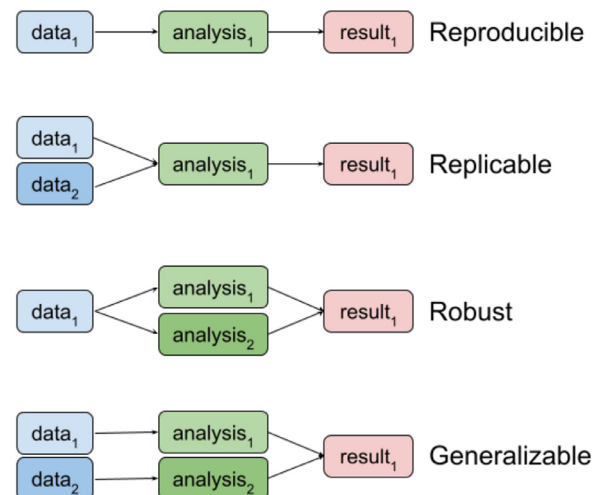 data₁ analysis₁ result₁ Reproducible
data₁
data₂
analysis₁ result₁ Replicable
data₁
analysis₁
analysis₂
result₁ Robust
data₁ analysis₁
data₂ analysis₂
result₁ Generalizable